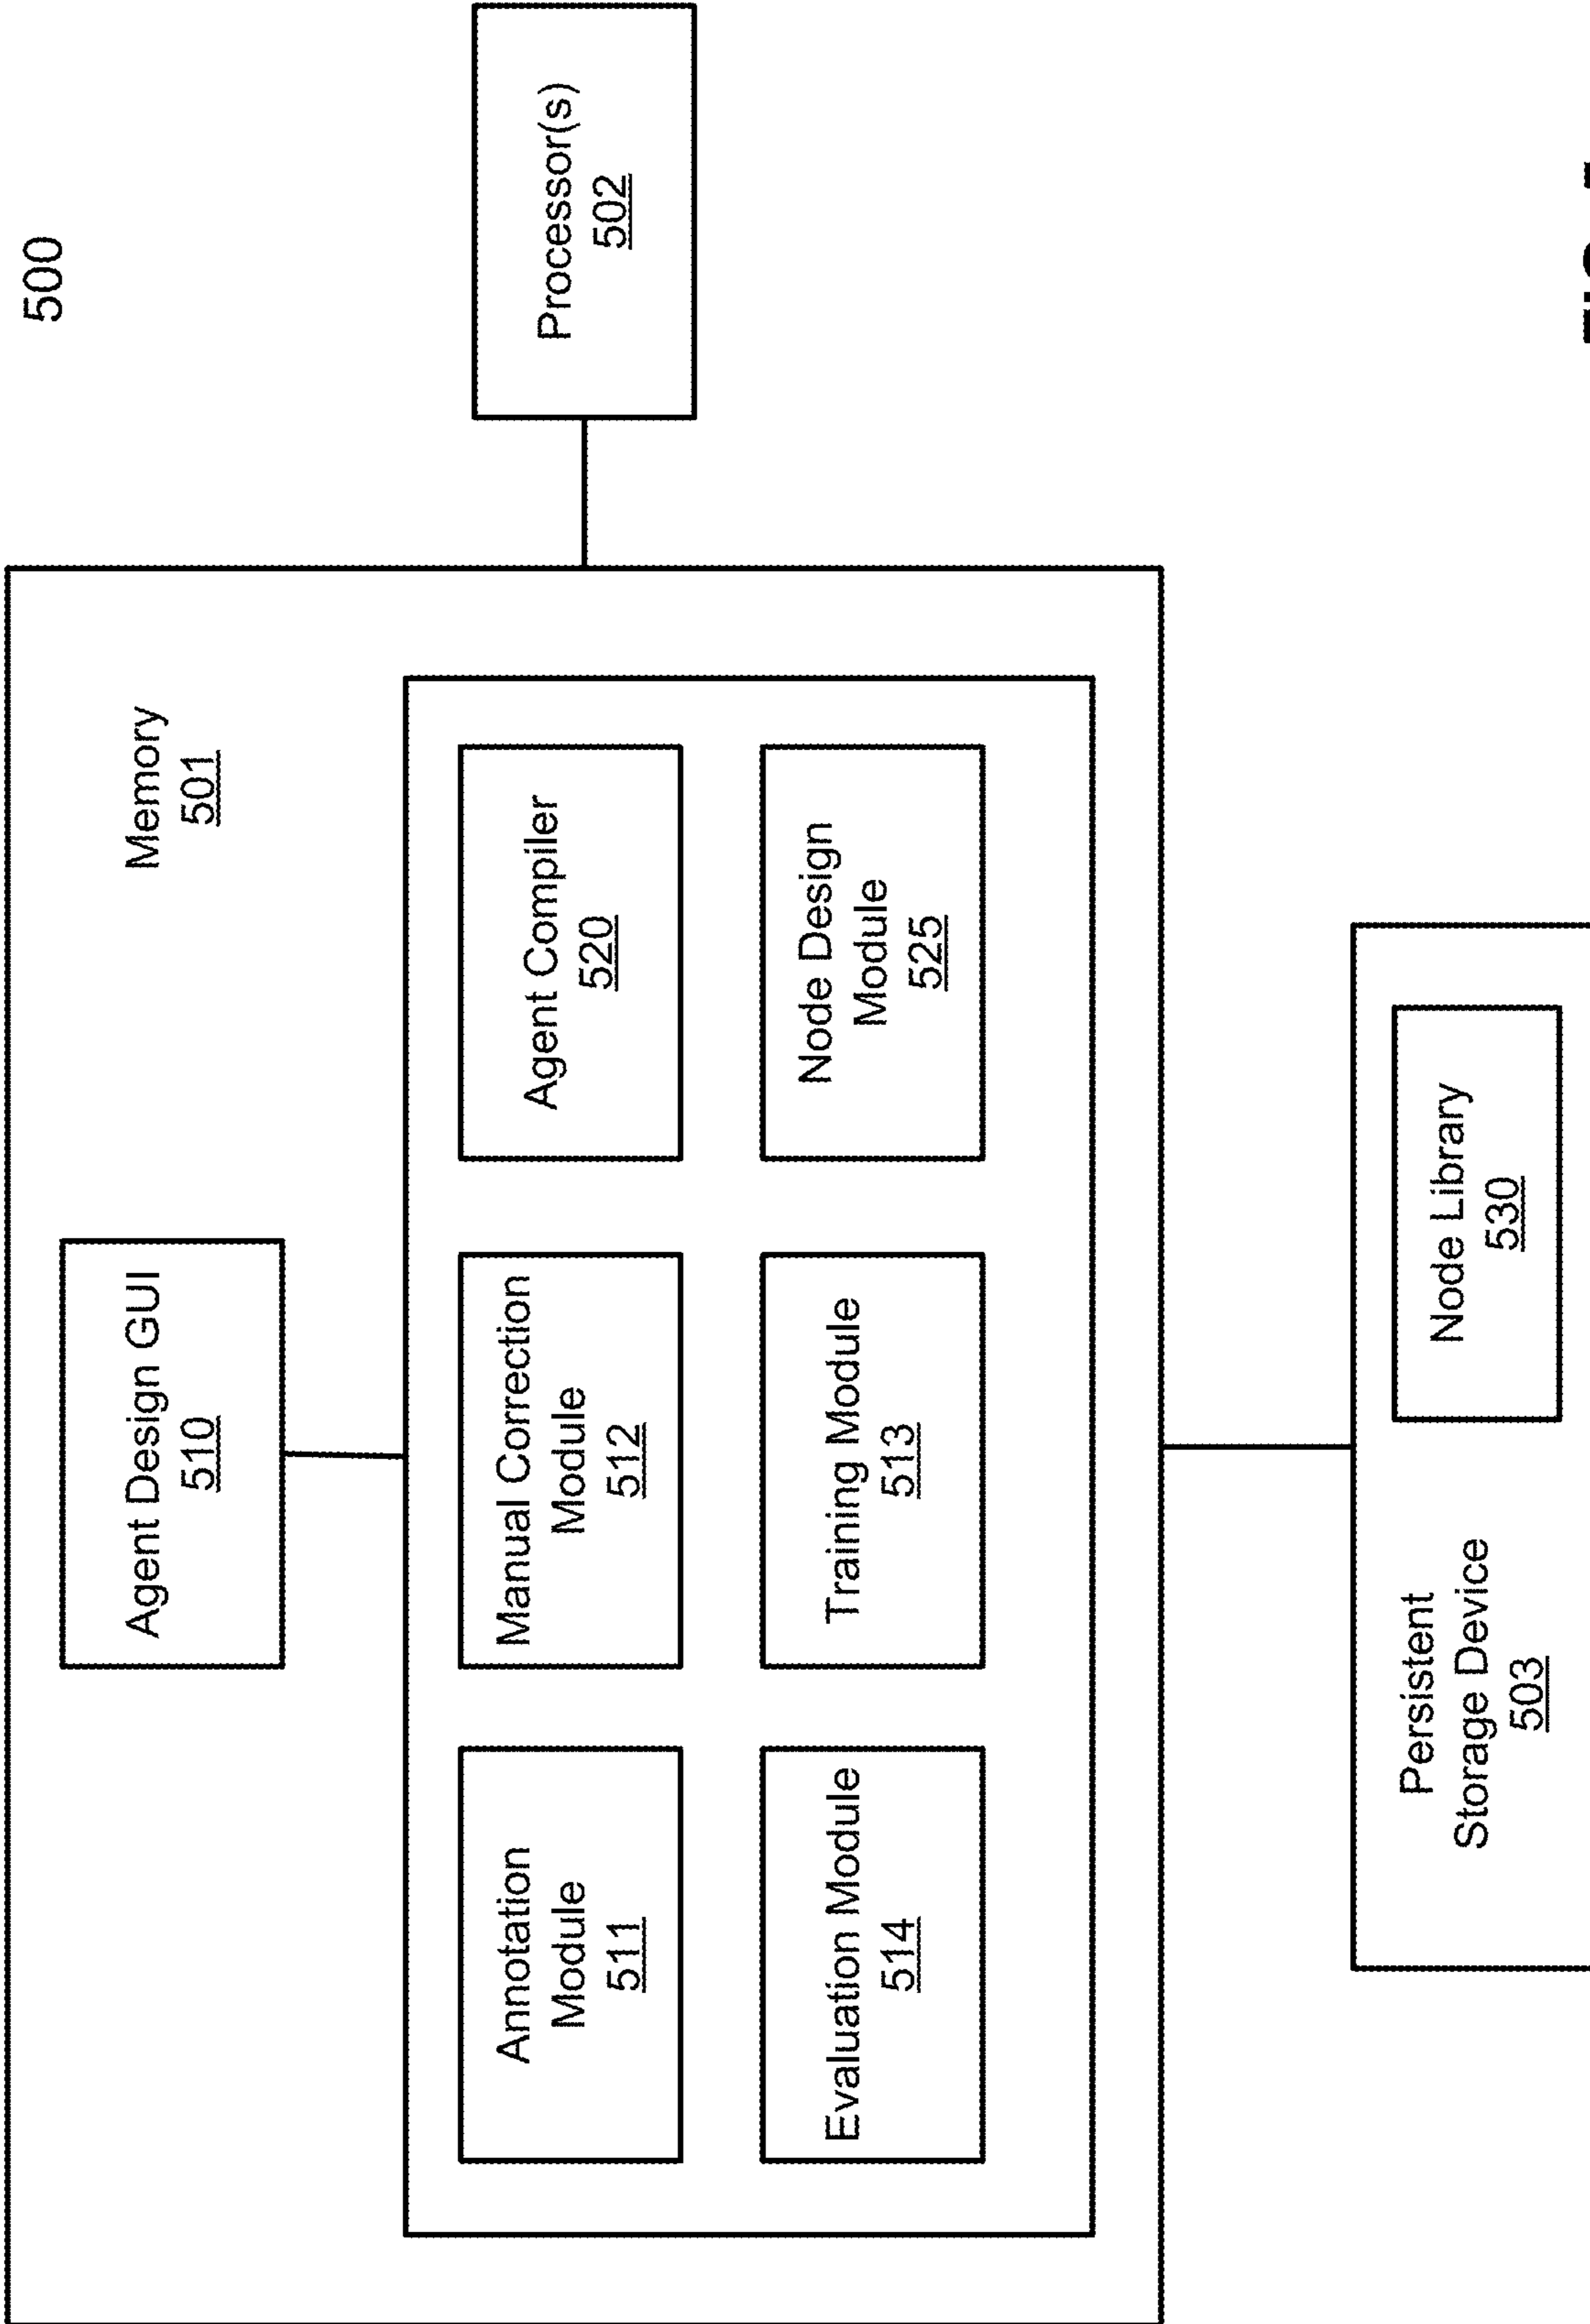 500
Memory
501
Processor(s)
502
Agent Design GUI
510
Annotation
Module
511
Manual Correction
Module
512
Agent Compiler
520
Evaluation Module
514
Training Module
513
Node Design
Module
525
Persistent
Storage Device
503
Node Library
530